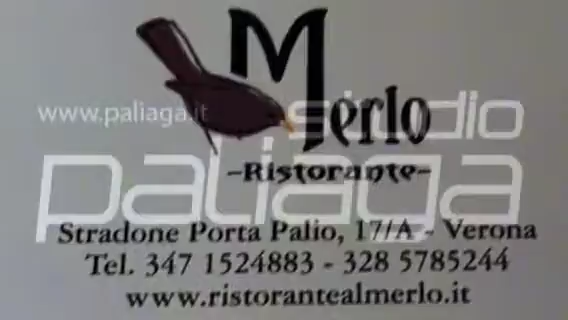 Merlo
www.paliaga.it
studio
paliaga
-Ristorante-
Stradone Porta Palio, 17/A - Verona
Tel. 347 1524883 - 328 5785244
www.ristorantealmerlo.it